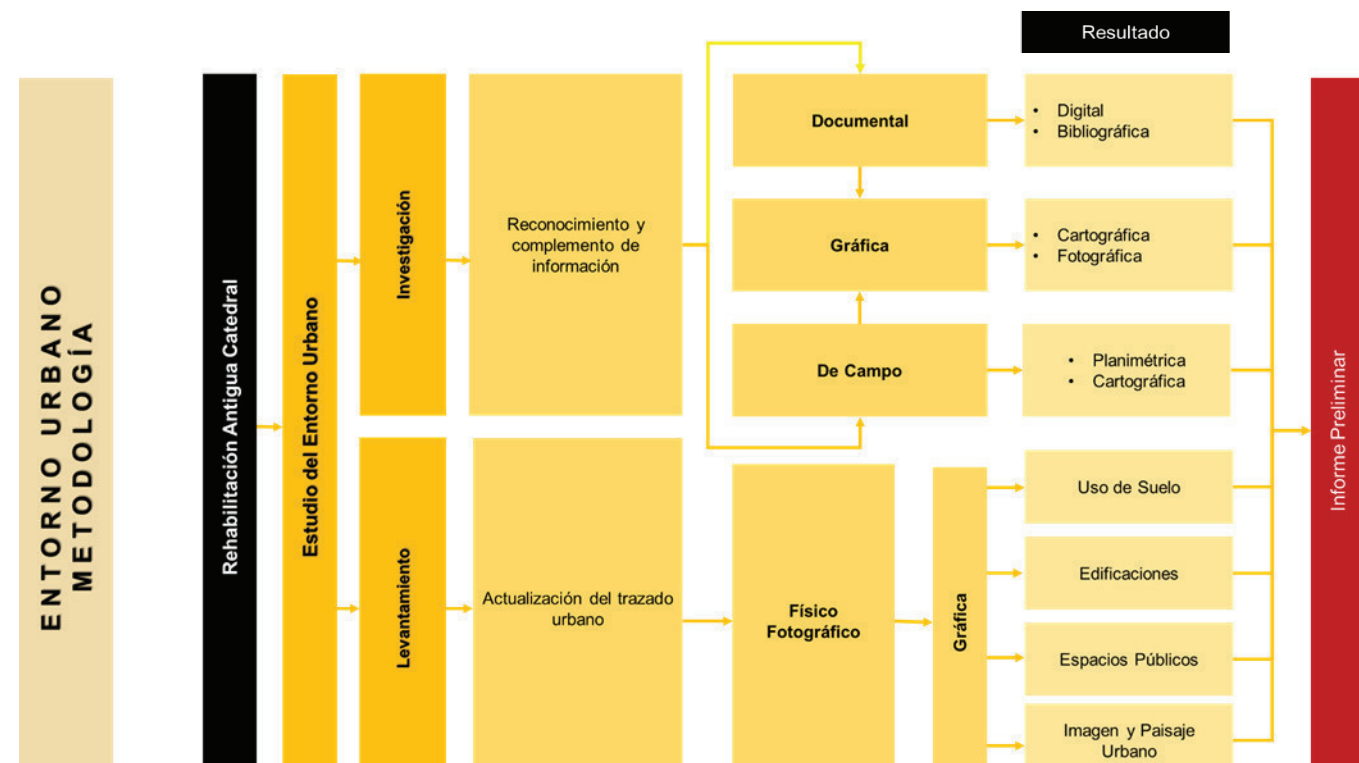 ENTORNO URBANO
METODOLOGÍA
Rehabilitación Antigua Catedral
Estudio del Entorno Urbano
Investigación
Reconocimiento y
complemento de
información
Documental
Gráfica
De Campo
Resultado
• Digital
• Bibliográfica
• Cartográfica
• Fotográfica
• Planimétrica
• Cartográfica
Levantamiento
Actualización del trazado
urbano
Físico
Fotográfico
Gráfica
Uso de Suelo
Edificaciones
Espacios Públicos
Imagen y Paisaje
Urbano
Informe Preliminar